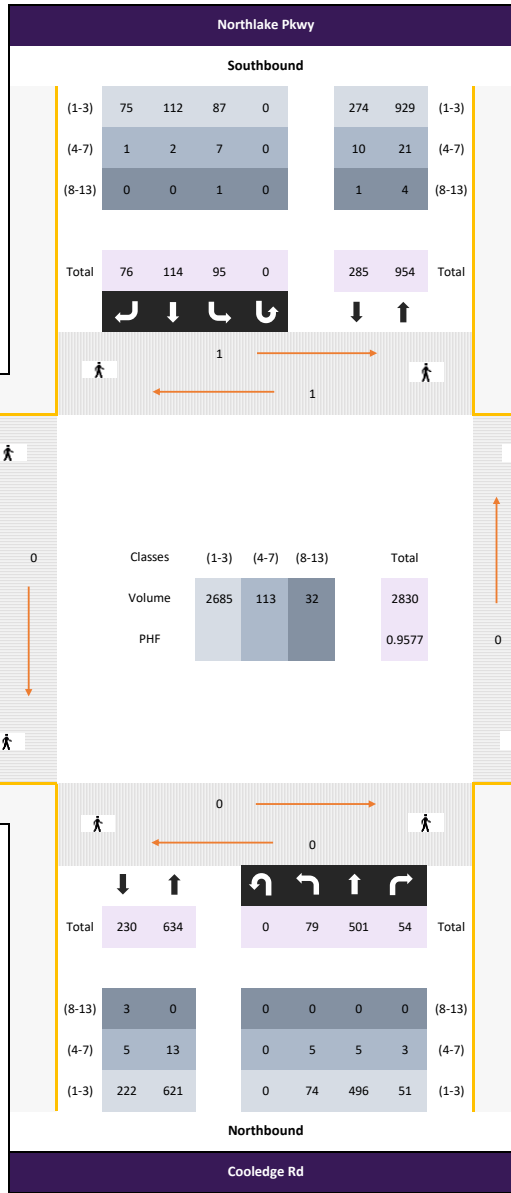 Northlake Pkwy
Southbound
(1-3) 75 112 87 0 274 929 (1-3)
(4-7) 1 2 7 0 10 21 (4-7)
(8-13) 0 0 1 0 1 4 (8-13)
Total 76 114 95 0 285 954 Total
1
1
0 Classes (1-3) (4-7) (8-13) Total
Volume 2685 113 32 2830
PHF 0.9577 0
0
0
Total 230 634 0 79 501 54 Total
(8-13) 3 0 0 0 0 0 (8-13)
(4-7) 5 13 0 5 5 3 (4-7)
(1-3) 222 621 0 74 496 51 (1-3)
Northbound
Cooledge Rd